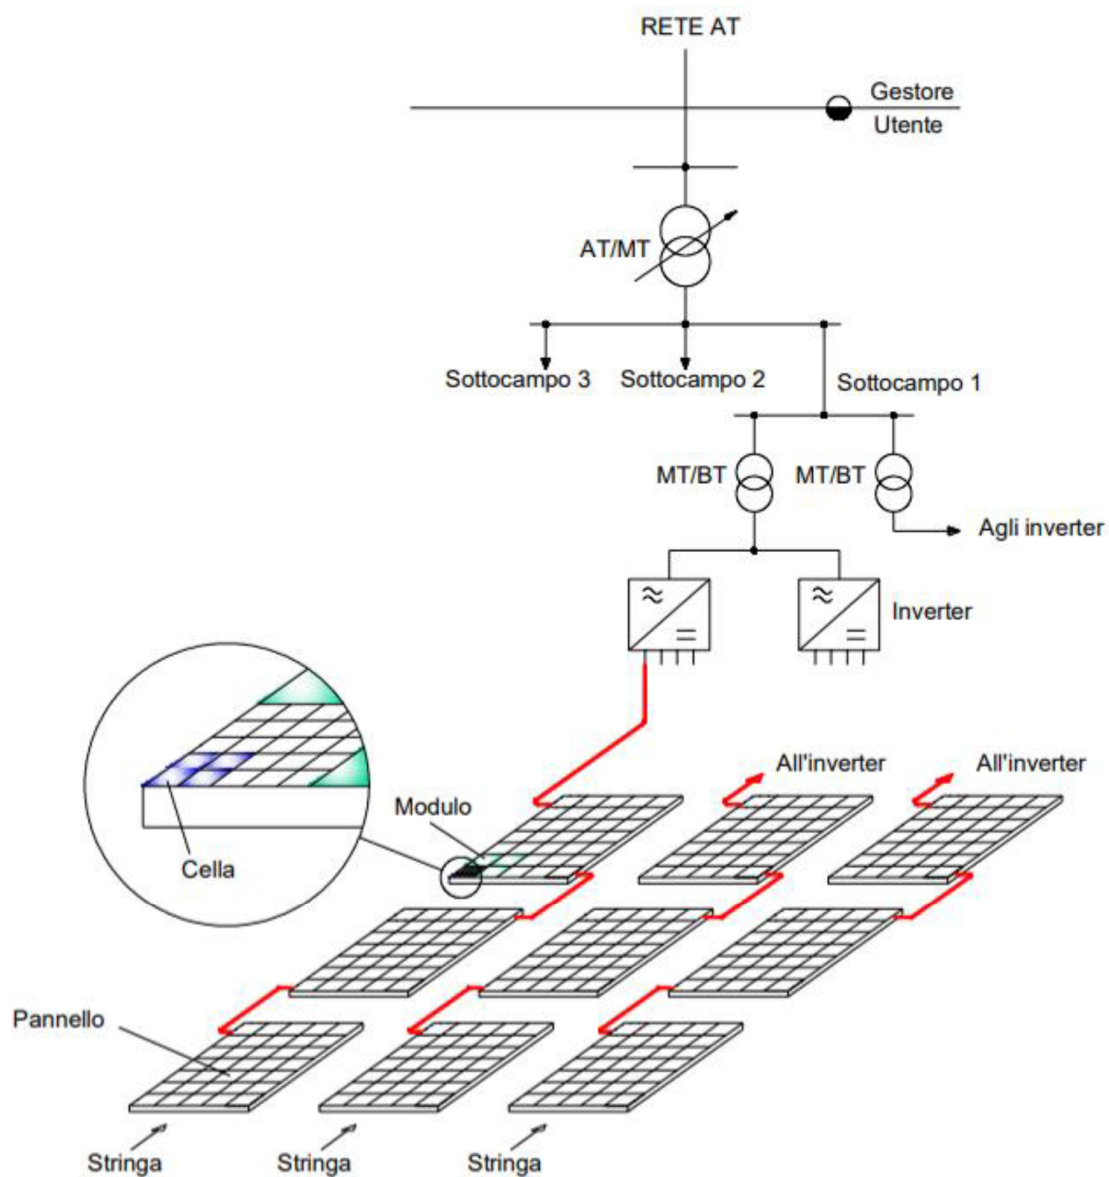 RETE AT
Gestore
Utente
AT/MT
Sottocampo 3
Sottocampo 2
Sottocampo 1
MT/BT
MT/BT
Agli inverter
Inverter
All'inverter
All'inverter
Modulo
Cella
Pannello
Stringa
Stringa
Stringa